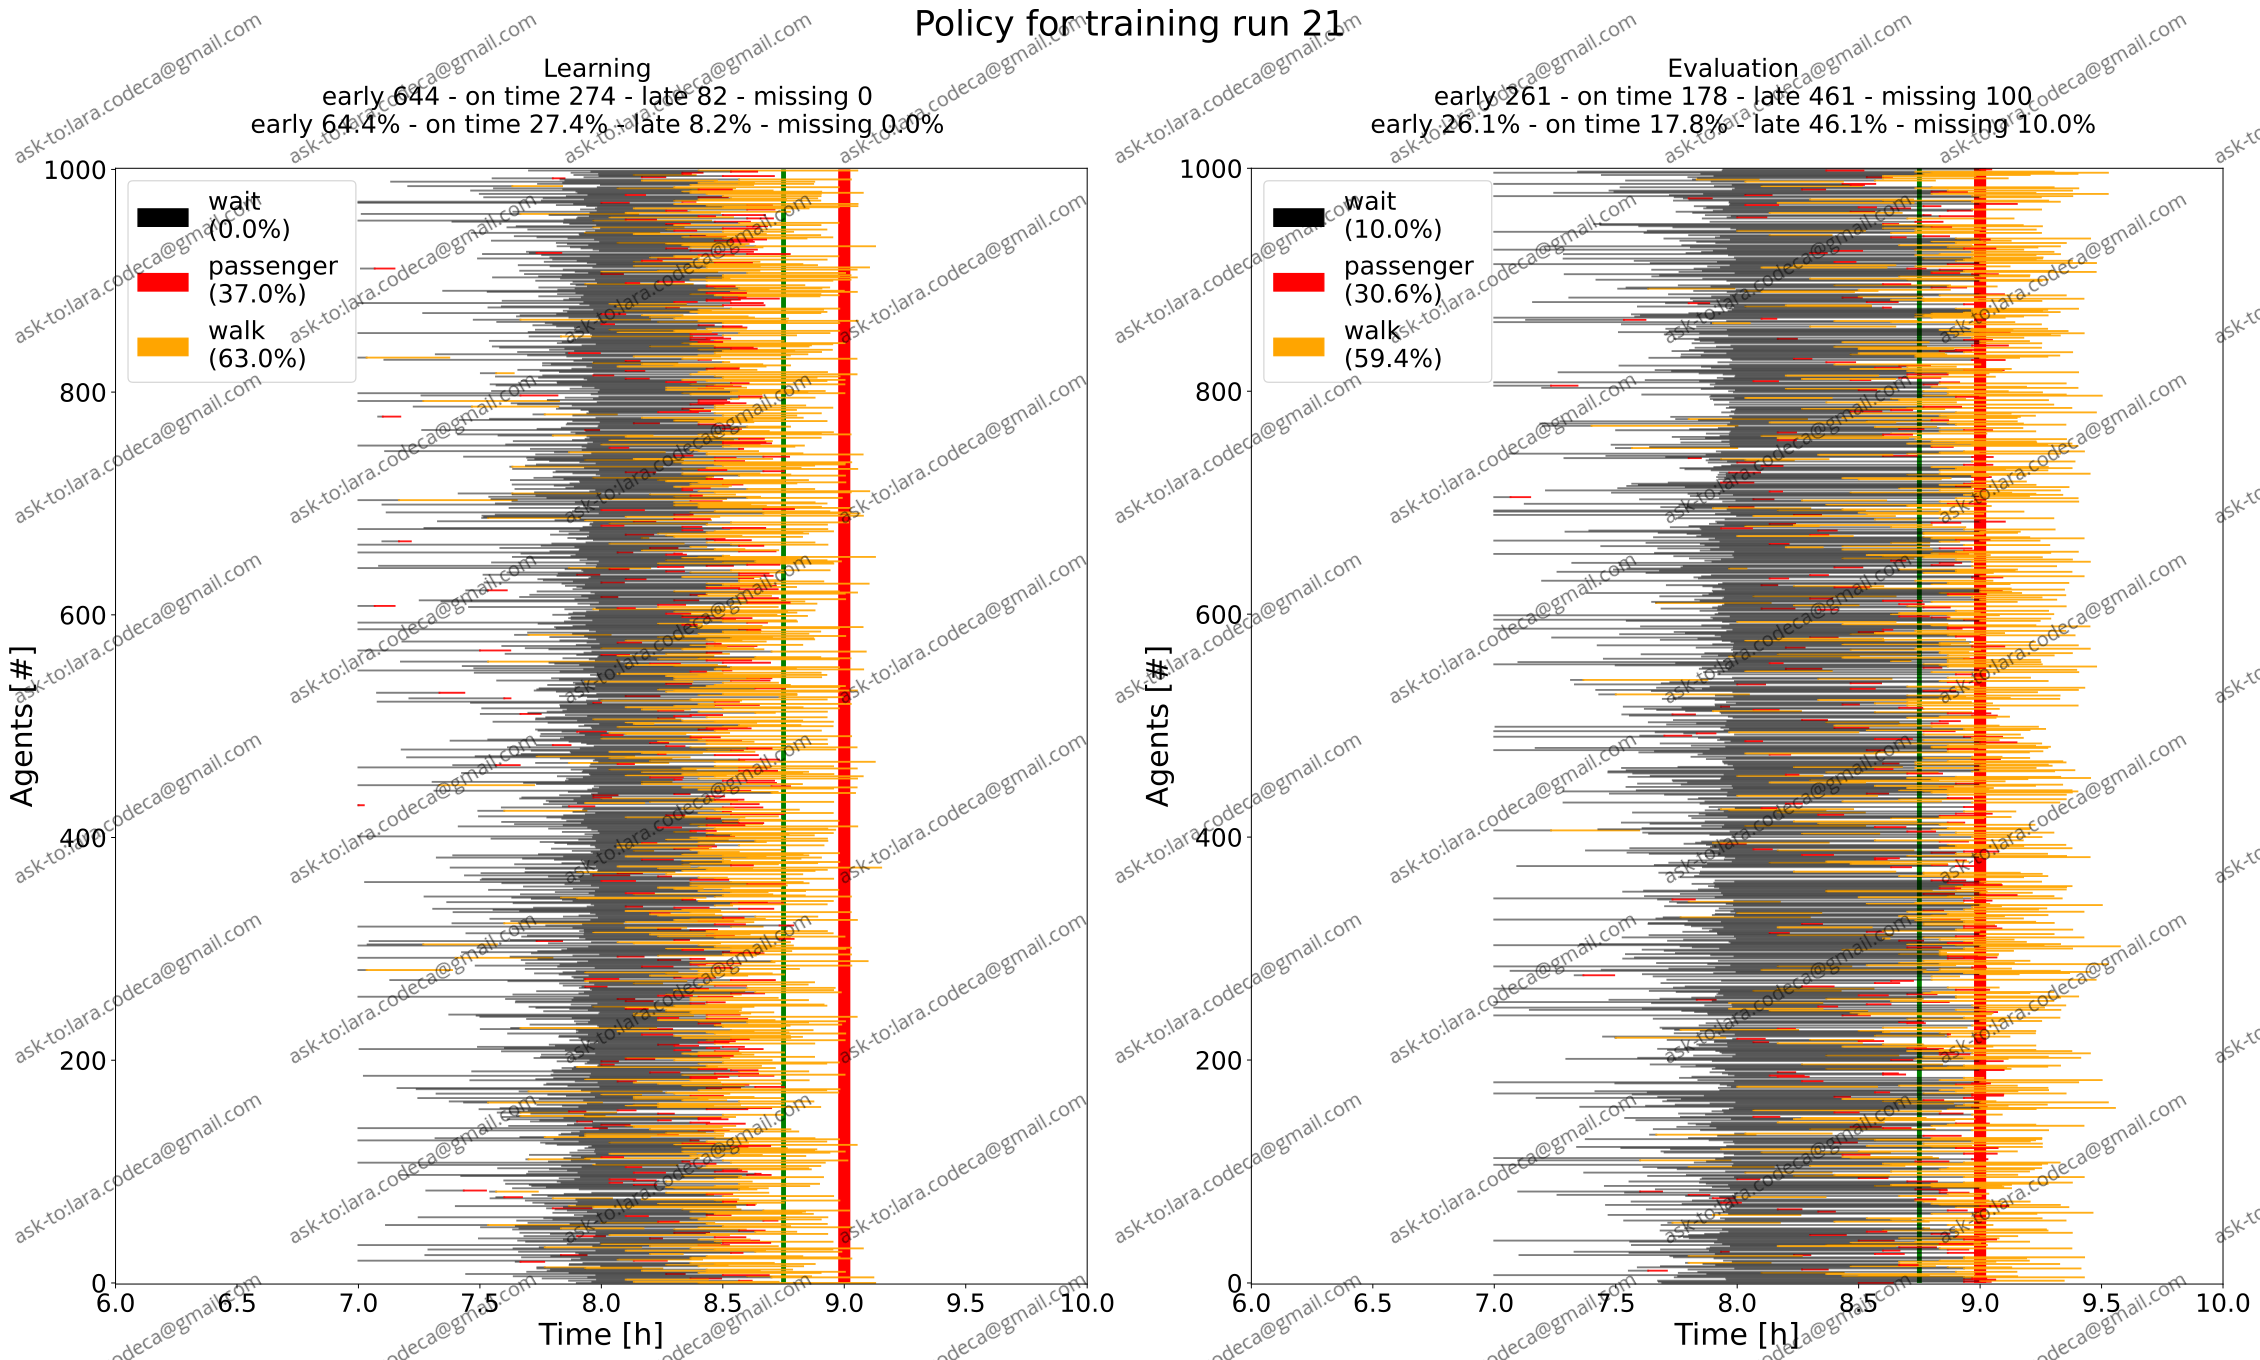 Policy for training run 21
Learning
early 644 - on time 274 - late 82 - missing 0
early 64.4% - on time 27.4% - late 8.2% - missing 0.0%
1000
800
600
400
200
0
Agents [#]
wait
(0.0%)
passenger
(37.0%)
walk
(63.0%)
6.0 6.5 7.0 7.5 8.0 8.5 9.0 9.5 10.0
Time [h]
Evaluation
early 261 - on time 178 - late 461 - missing 100
early 26.1% - on time 17.8% - late 46.1% - missing 10.0%
1000
800
600
400
200
0
Agents [#]
wait
(10.0%)
passenger
(30.6%)
walk
(59.4%)
6.0 6.5 7.0 7.5 8.0 8.5 9.0 9.5 10.0
Time [h]
ask-to:lara.codeca@gmail.com